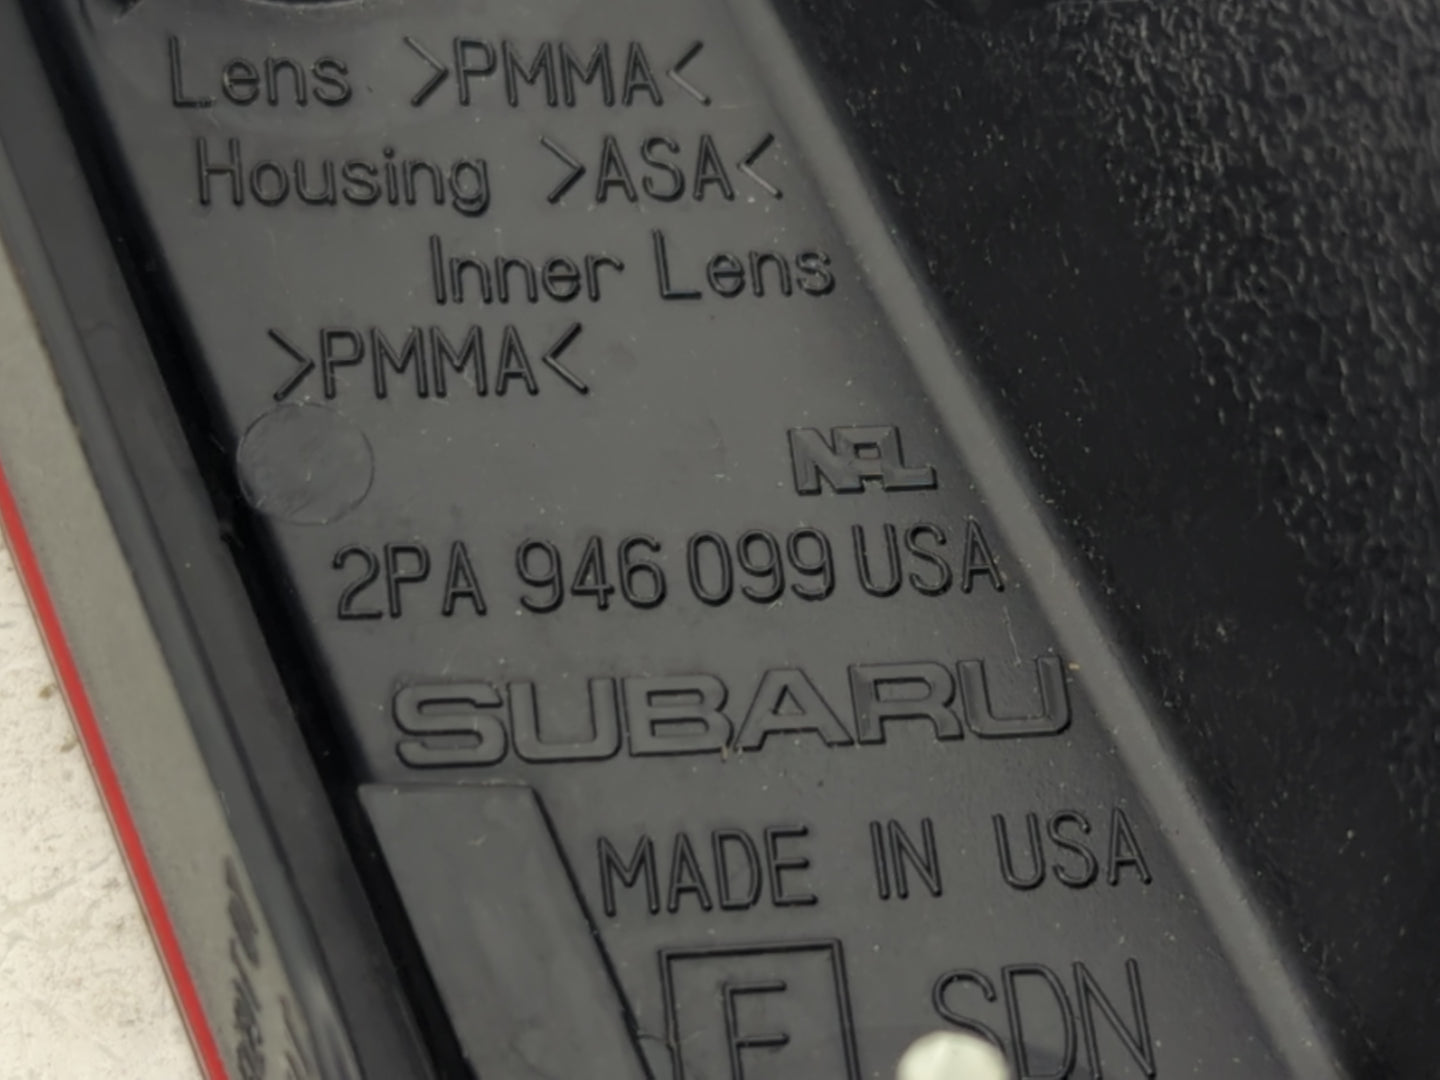 Lens >PMMA<
Housing >ASA<
Inner Lens
>PMMA<
NAL
2PA 946 099 USA
SUBARU
MADE IN USA
F SDN